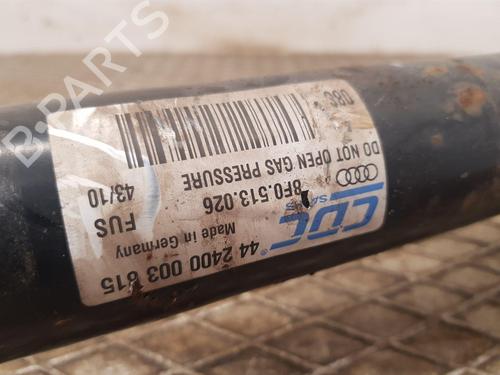 B-PARTS
CDC
44 2400 003 615
Made in Germany
8F0.513.026
FUS
DO NOT OPEN GAS PRESSURE
43/10